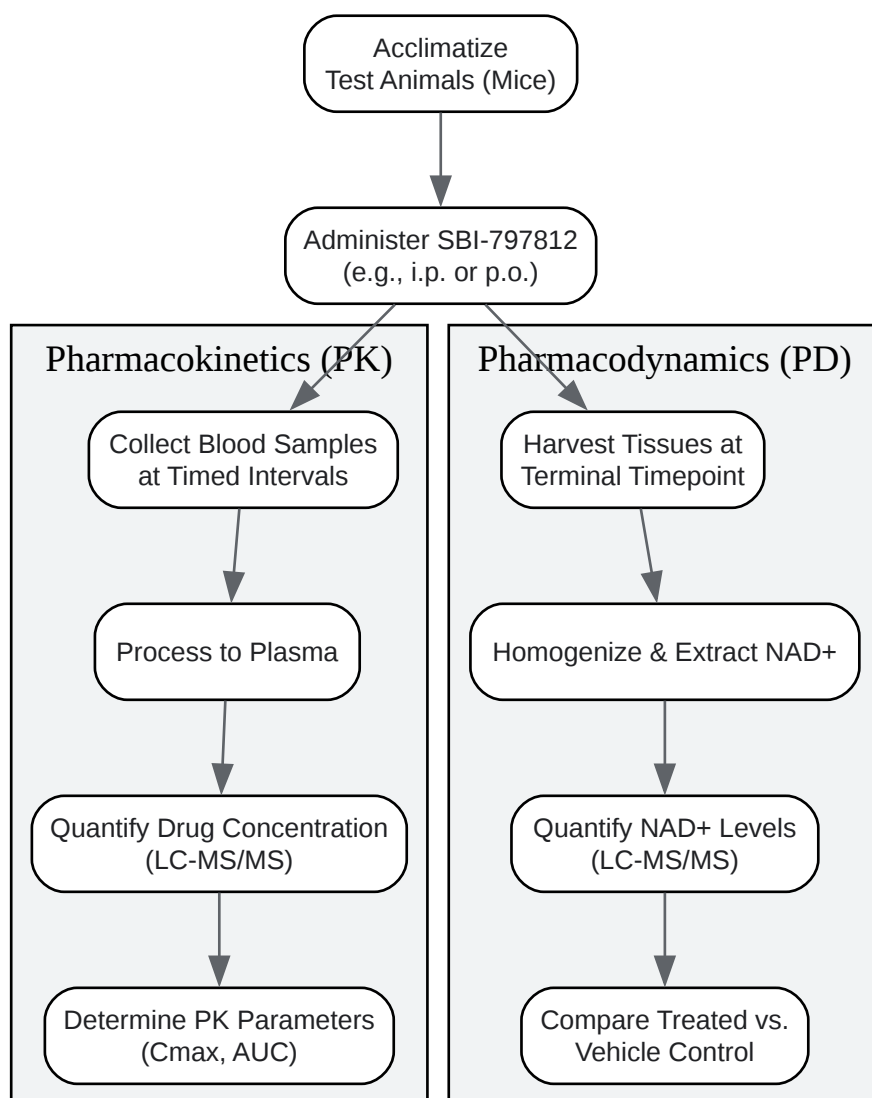 Acclimatize
Test Animals (Mice)
Administer SBI-797812
(e.g., i.p. or p.o.)
Pharmacokinetics (PK)
Collect Blood Samples
at Timed Intervals
Process to Plasma
Quantify Drug Concentration
(LC-MS/MS)
Determine PK Parameters
(Cmax, AUC)
Pharmacodynamics (PD)
Harvest Tissues at
Terminal Timepoint
Homogenize & Extract NAD+
Quantify NAD+ Levels
(LC-MS/MS)
Compare Treated vs.
Vehicle Control